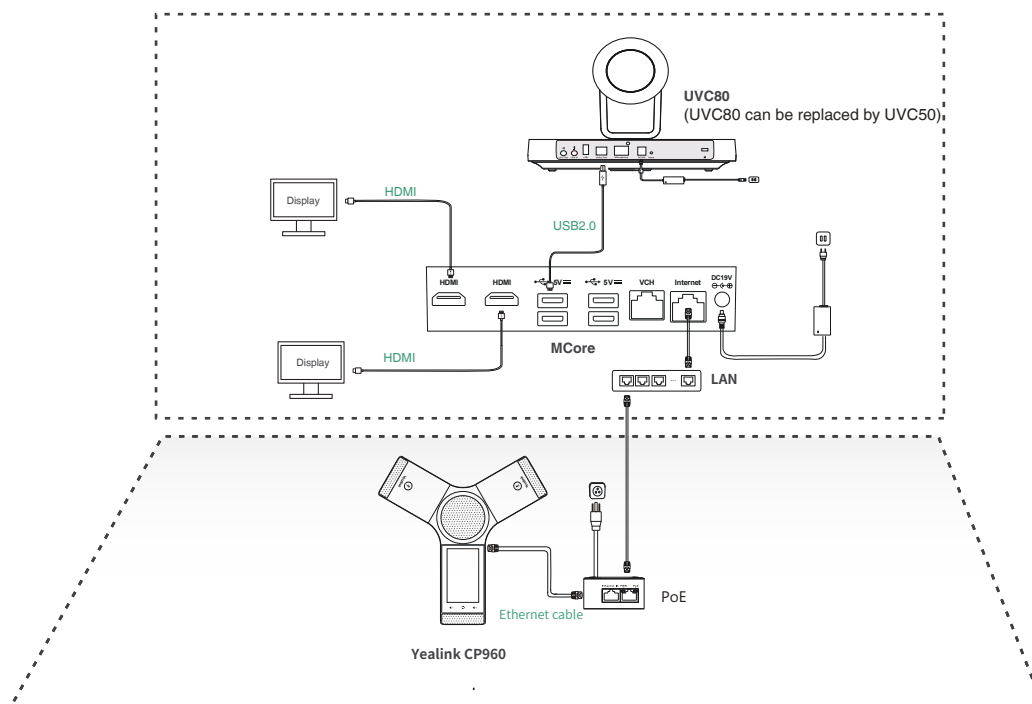 UVC80
(UVC80 can be replaced by UVC50)
HDMI
Display
USB2.0
HDMI
HDMI
5V
5V
VCH
Internet
DC19V
MCore
Display
HDMI
LAN
PoE
Ethernet cable
Yealink CP960